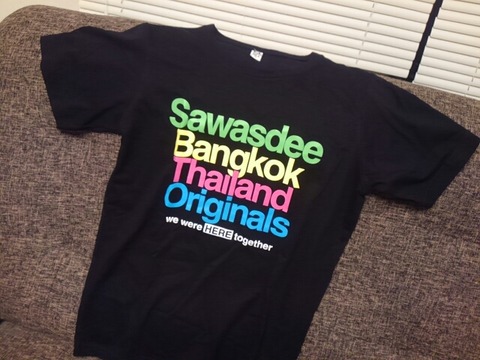 Sawasdee
Bangkok
Thailand
Originals
we were HERE together